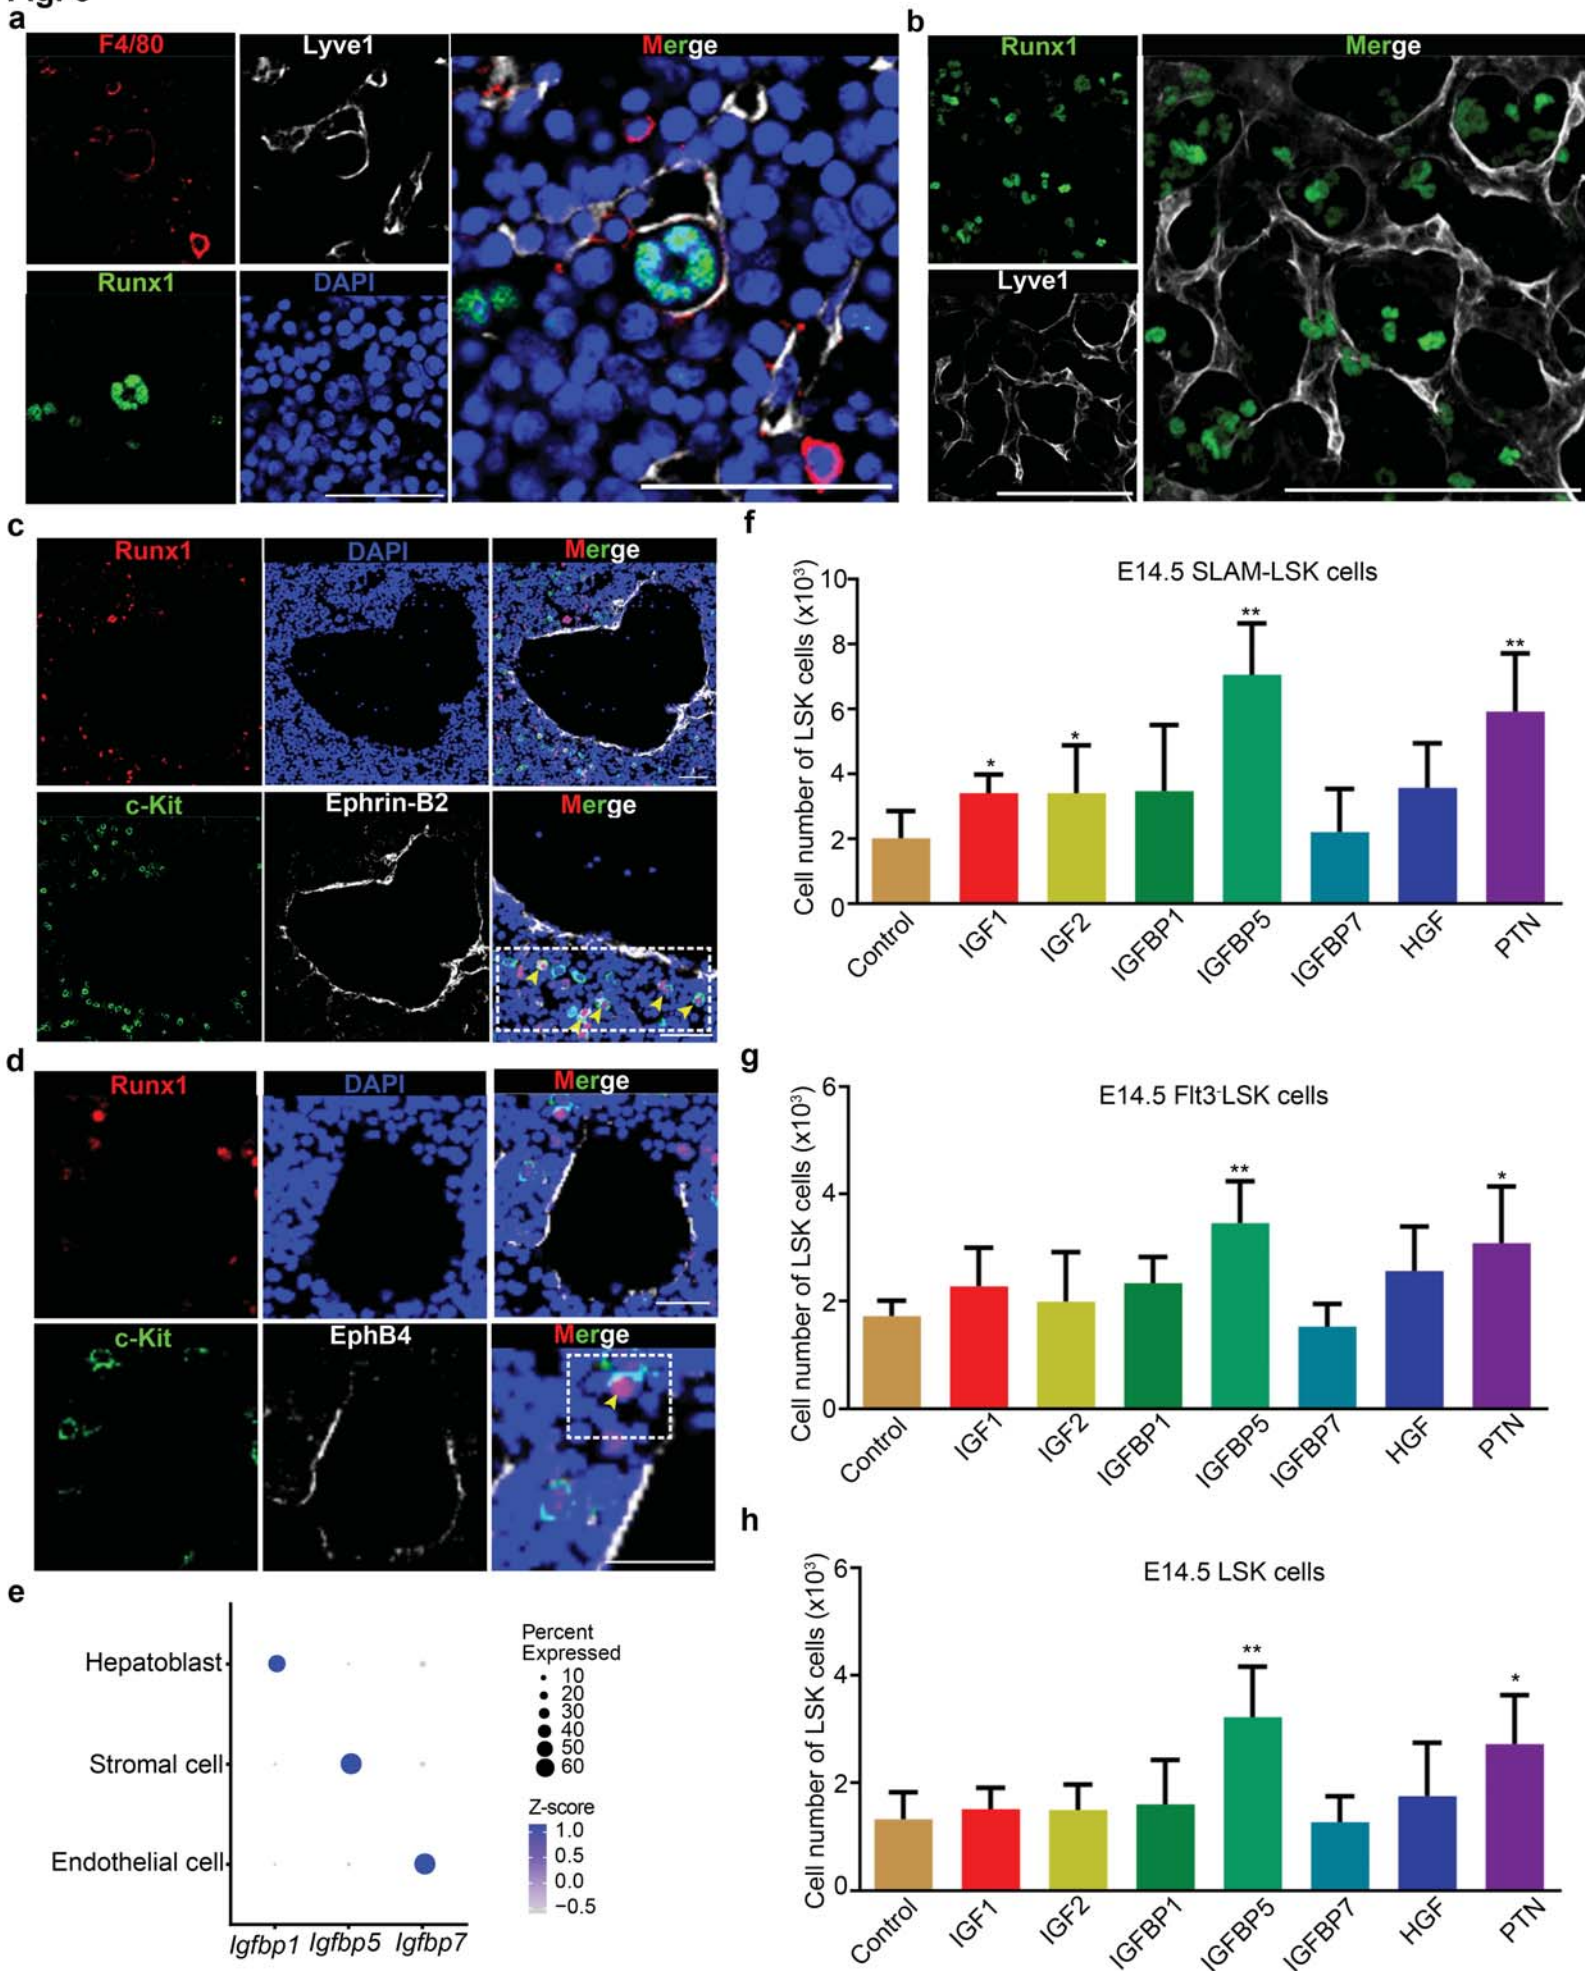 a
F4/80
Lyve1
Merge
Runx1
DAPI
b
Runx1
Merge
Lyve1
c
Runx1
DAPI
Merge
c-Kit
Ephrin-B2
Merge
d
Runx1
DAPI
Merge
c-Kit
EphB4
Merge
e
Hepatoblast
Stromal cell
Endothelial cell
Igfbp1 Igfbp5 Igfbp7
Percent
Expressed
10
20
30
40
50
60
Z-score
1.0
0.5
0.0
−0.5
f
E14.5 SLAM-LSK cells
Cell number of LSK cells (x10³)
10
8
6
4
2
0
*
*
**
**
Control
IGF1
IGF2
IGFBP1
IGFBP5
IGFBP7
HGF
PTN
g
E14.5 Flt3⁻LSK cells
Cell number of LSK cells (x10³)
6
4
2
0
**
*
Control
IGF1
IGF2
IGFBP1
IGFBP5
IGFBP7
HGF
PTN
h
E14.5 LSK cells
Cell number of LSK cells (x10³)
6
4
2
0
**
*
Control
IGF1
IGF2
IGFBP1
IGFBP5
IGFBP7
HGF
PTN